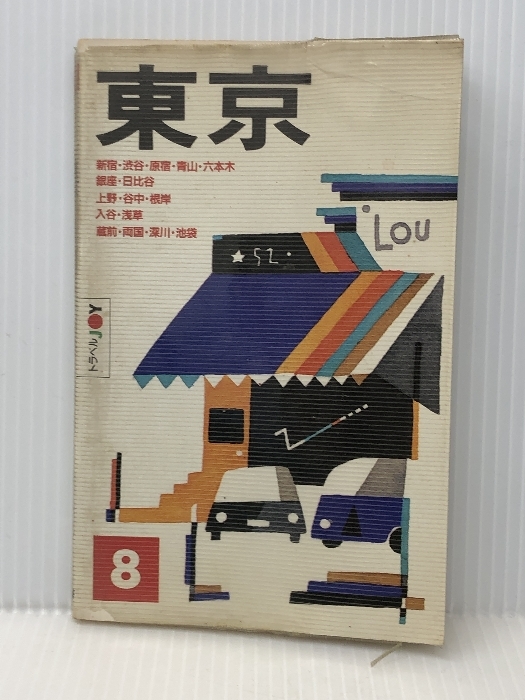 東京
新宿・渋谷・原宿・青山・六本木
銀座・日比谷
上野・谷中・根岸
入谷・浅草
蔵前・両国・深川・池袋
LOU
★52・
トラベルJOY
8